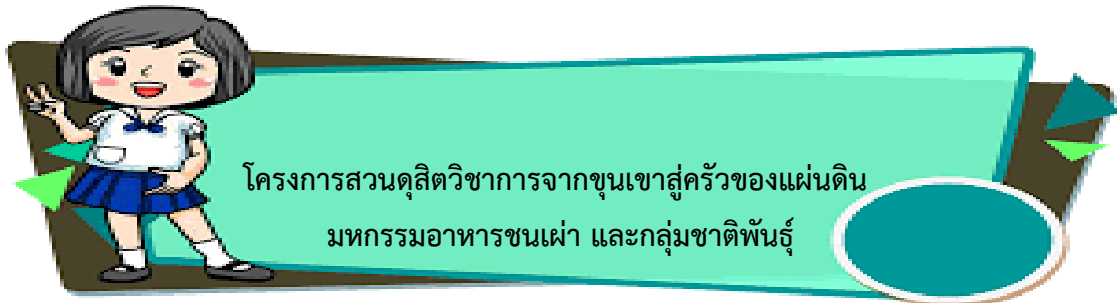 โครงการสวนดุสิตวิชาการจากขุนเขาสู่ครัวของแผ่นดิน
มหกรรมอาหารชนเผ่า และกลุ่มชาติพันธุ์